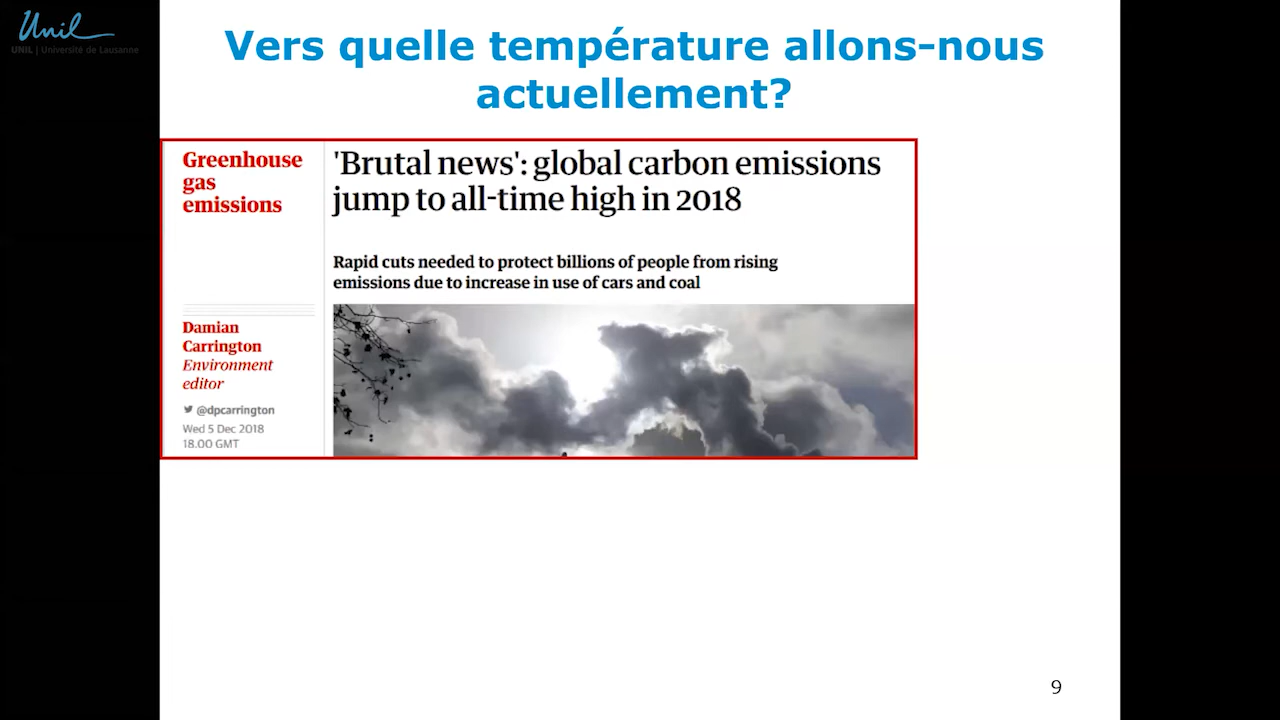 Unil
UNIL | Université de Lausanne
Vers quelle température allons-nous
actuellement?
Greenhouse
gas
emissions
'Brutal news': global carbon emissions
jump to all-time high in 2018
Rapid cuts needed to protect billions of people from rising
emissions due to increase in use of cars and coal
Damian
Carrington
Environment
editor
@dpcarrington
Wed 5 Dec 2018
18.00 GMT
9